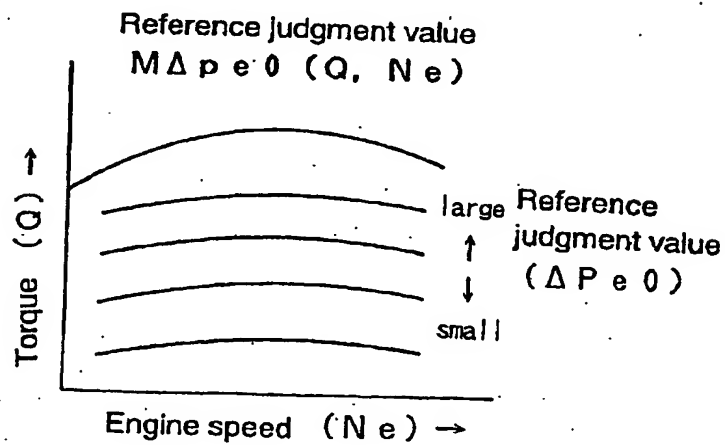 Reference judgment value
MΔpe0 (Q, Ne)
Torque (Q) →
large
↑
↓
small
Reference
judgment value
(ΔPe0)
Engine speed (Ne) →